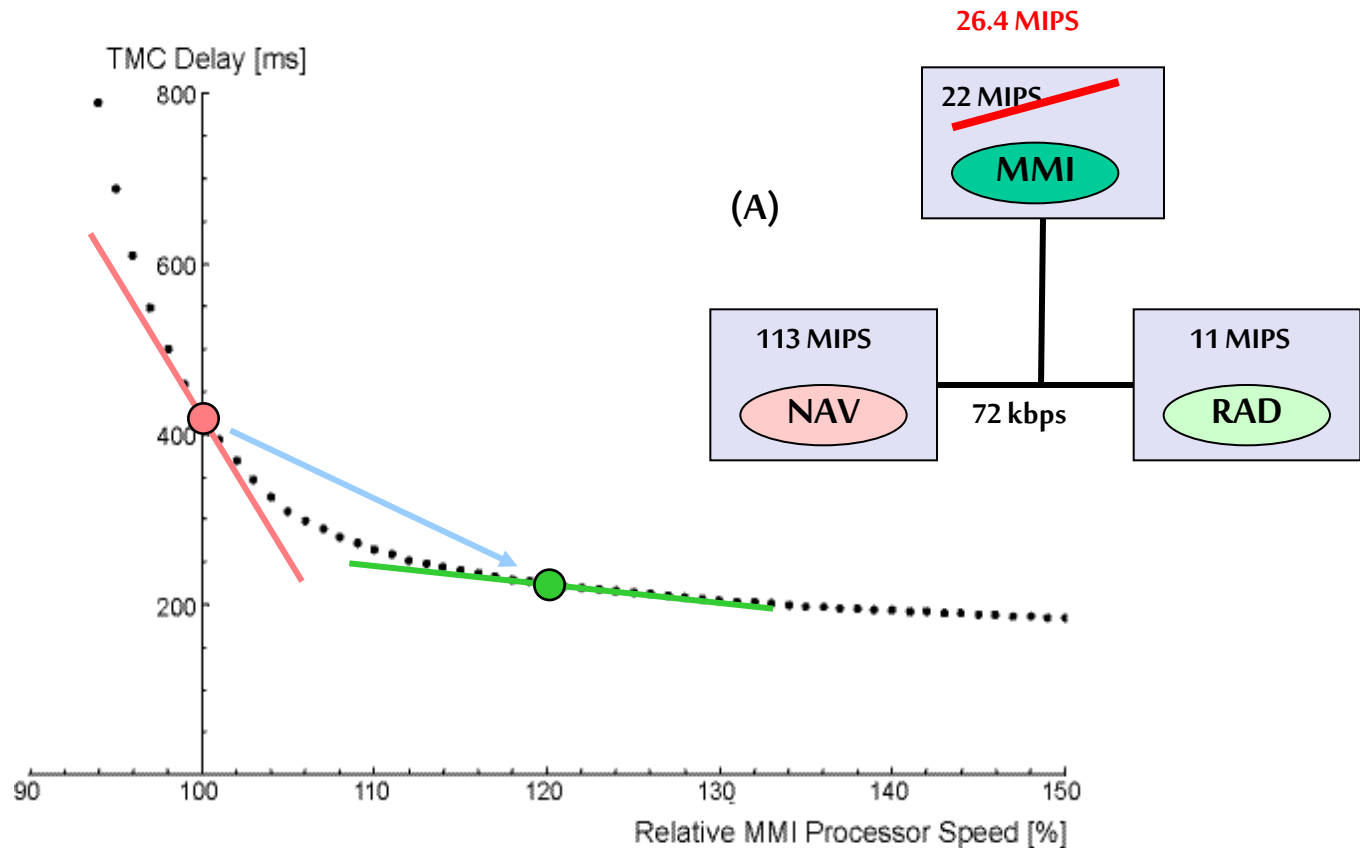 26.4 MIPS
TMC Delay [ms]
22 MIPS
MMI
(A)
113 MIPS
NAV
72 kbps
11 MIPS
RAD
800
600
400
200
90 100 110 120 130 140 150
Relative MMI Processor Speed [%]